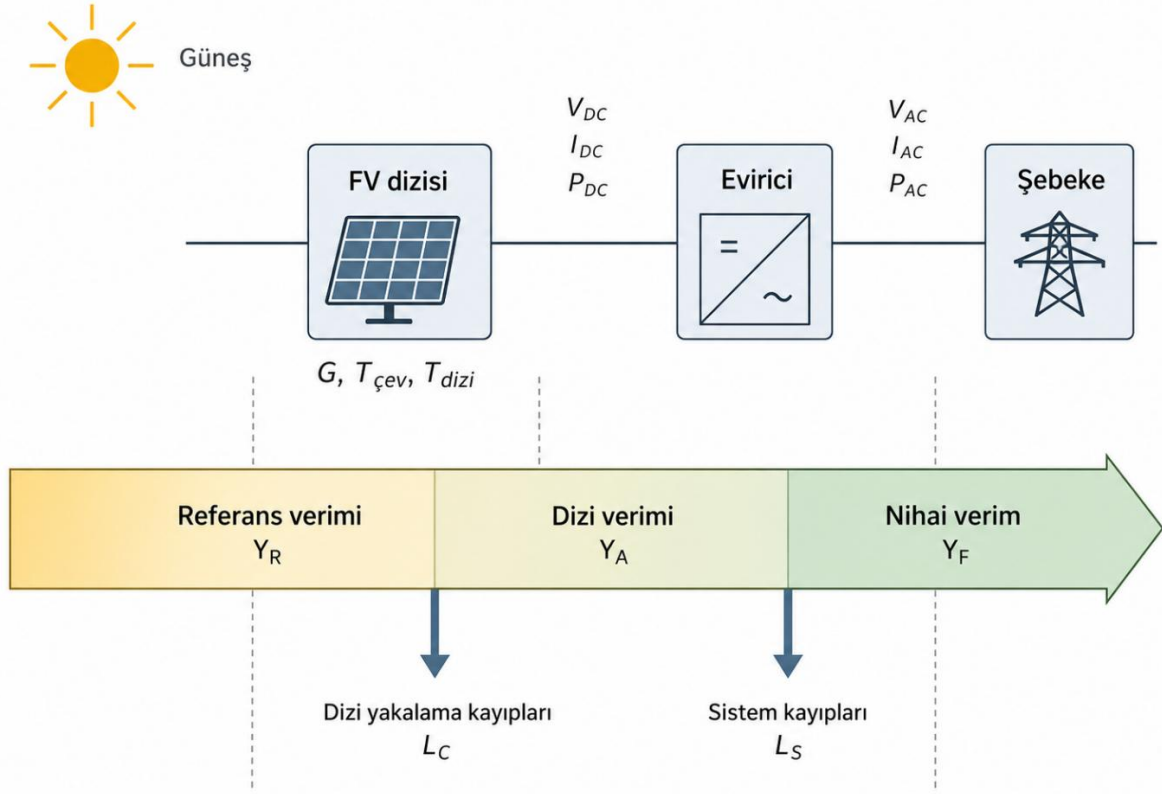 Güneş
V_DC
I_DC
P_DC
V_AC
I_AC
P_AC
FV dizisi
Evirici
Şebeke
=
~
G, T_çev, T_dizi
Referans verimi
Y_R
Dizi verimi
Y_A
Nihai verim
Y_F
Dizi yakalama kayıpları
L_C
Sistem kayıpları
L_S